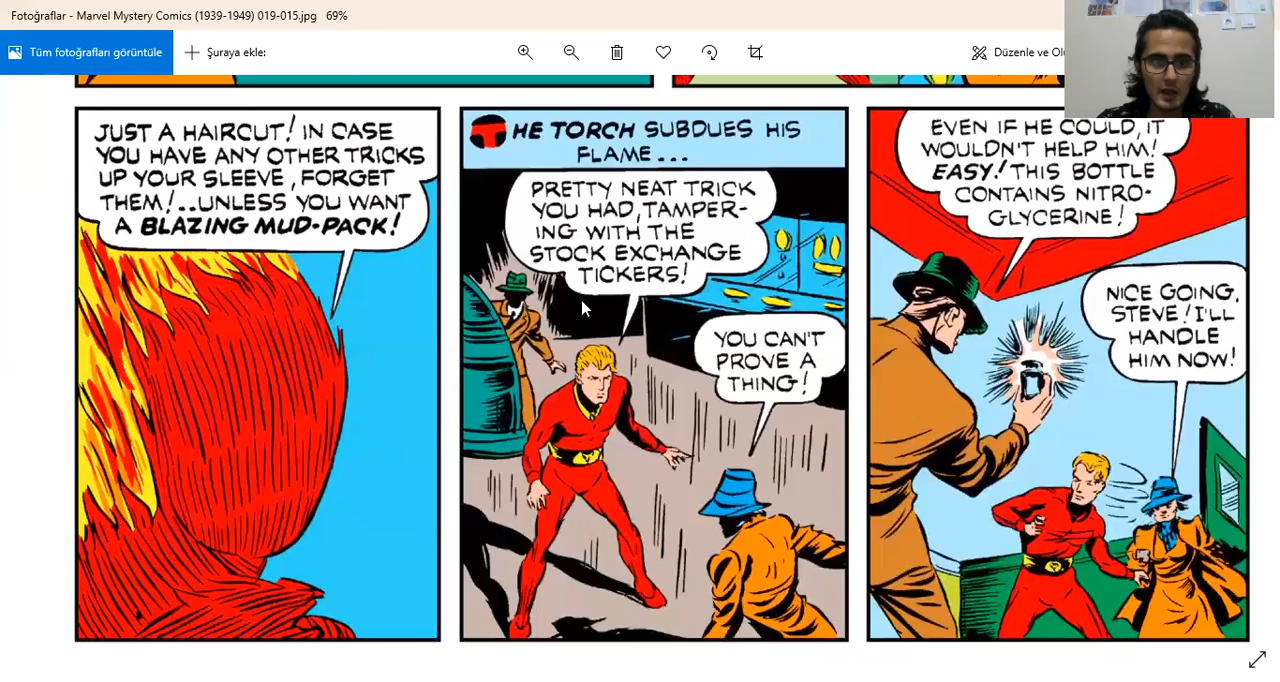 Fotoğraflar - Marvel Mystery Comics (1939-1949) 019-015.jpg 69%
Tüm fotoğrafları görüntüle
Şuraya ekle:
Düzenle ve Olu
JUST A HAIRCUT! IN CASE
YOU HAVE ANY OTHER TRICKS
UP YOUR SLEEVE, FORGET
THEM!..UNLESS YOU WANT
A BLAZING MUD-PACK!
THE TORCH SUBDUES HIS
FLAME...
PRETTY NEAT TRICK
YOU HAD, TAMPER-
ING WITH THE
STOCK EXCHANGE
TICKERS!
YOU CAN'T
PROVE A
THING!
EVEN IF HE COULD, IT
WOULDN'T HELP HIM!
EASY! THIS BOTTLE
CONTAINS NITRO-
GLYCERINE!
NICE GOING,
STEVE! I'LL
HANDLE
HIM NOW!